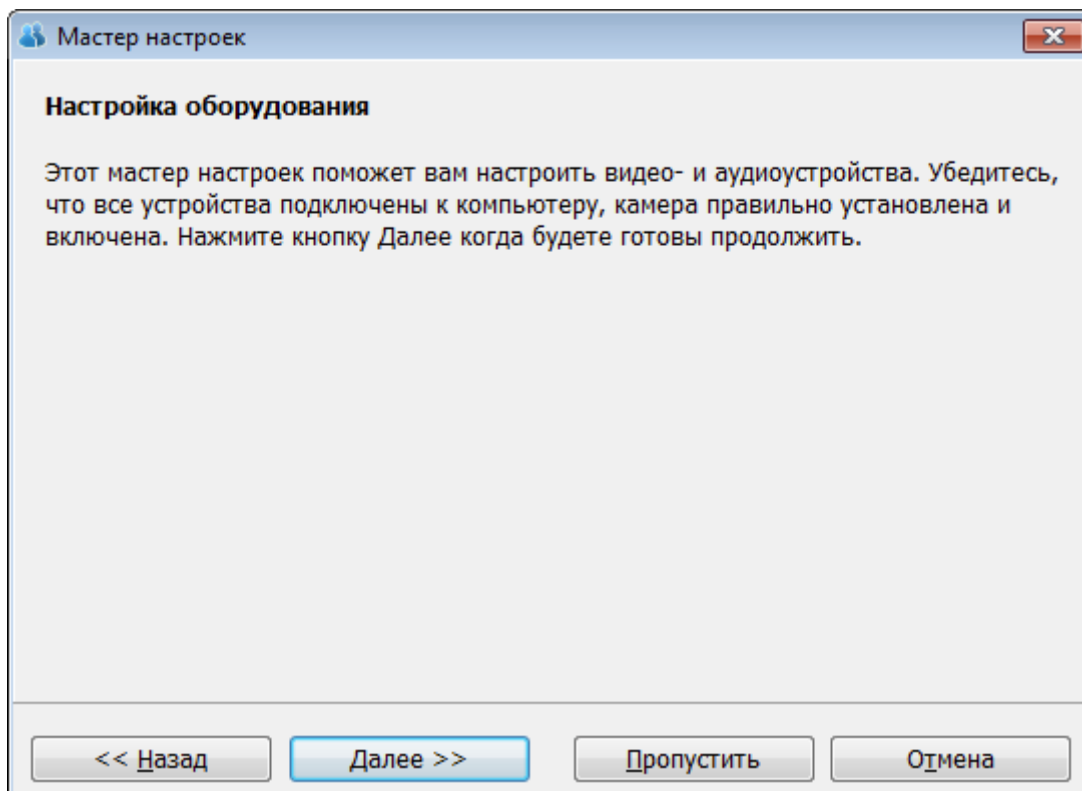 Мастер настроек
Настройка оборудования
Этот мастер настроек поможет вам настроить видео- и аудиоустройства. Убедитесь,
что все устройства подключены к компьютеру, камера правильно установлена и
включена. Нажмите кнопку Далее когда будете готовы продолжить.
<< Назад
Далее >>
Пропустить
Отмена